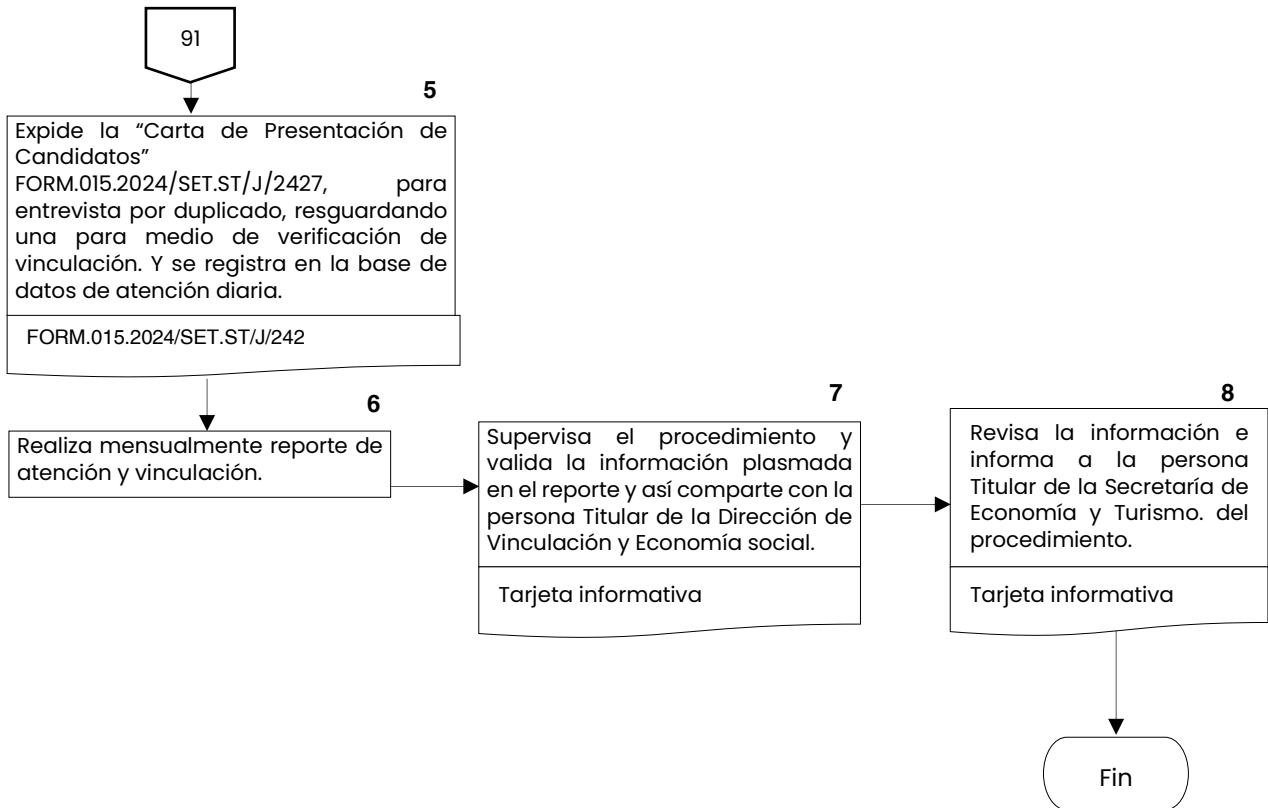 91
5
Expide la “Carta de Presentación de
Candidatos”
FORM.015.2024/SET.ST/J/2427, para
entrevista por duplicado, resguardando
una para medio de verificación de
vinculación. Y se registra en la base de
datos de atención diaria.
FORM.015.2024/SET.ST/J/242
6
Realiza mensualmente reporte de
atención y vinculación.
7
Supervisa el procedimiento y
valida la información plasmada
en el reporte y así comparte con la
persona Titular de la Dirección de
Vinculación y Economía social.
Tarjeta informativa
8
Revisa la información e
informa a la persona
Titular de la Secretaría de
Economía y Turismo. del
procedimiento.
Tarjeta informativa
Fin